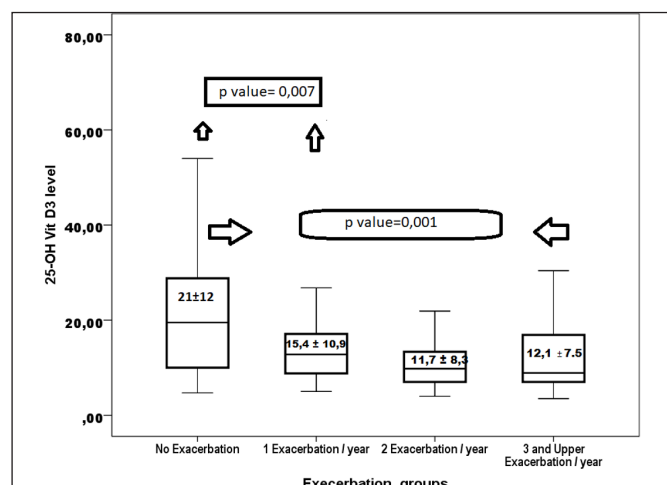 80,00
p value= 0,007
60,00
25-OH Vit D3 level
40,00
p value=0,001
21±12
20,00
15,4 ± 10,9
11,7 ± 8,3
12,1 ±7.5
,00
No Exacerbation
1 Exacerbation / year
2 Exacerbation / year
3 and Upper
Exacerbation / year
Execerbation groups